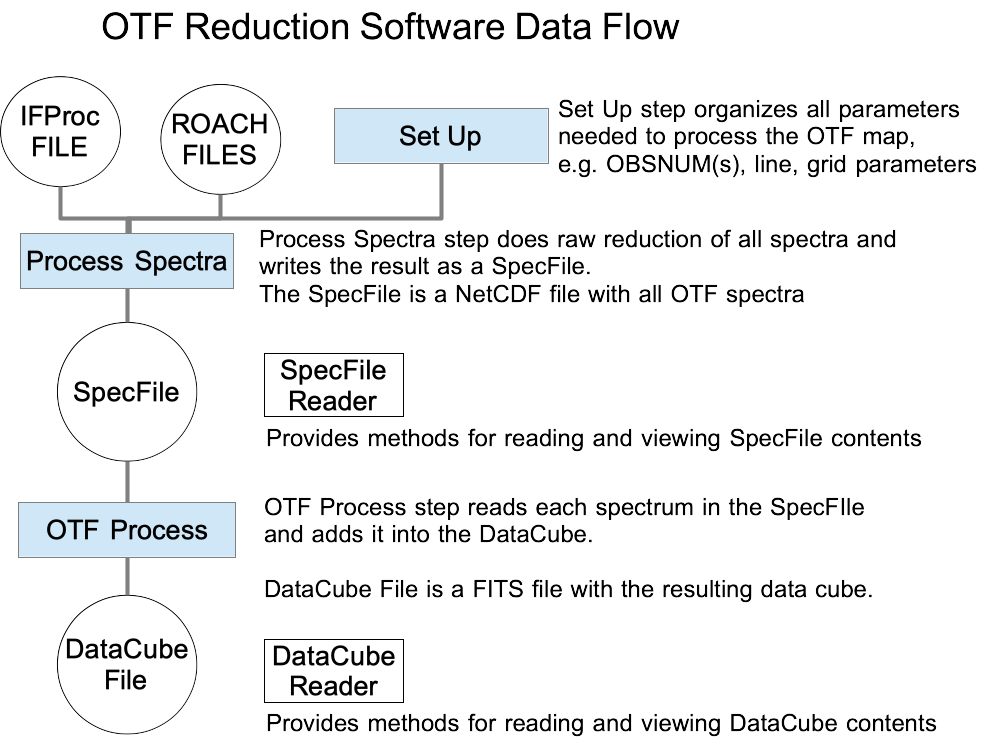 OTF Reduction Software Data Flow
IFProc
FILE
ROACH
FILES
Set Up
Set Up step organizes all parameters
needed to process the OTF map,
e.g. OBSNUM(s), line, grid parameters
Process Spectra
Process Spectra step does raw reduction of all spectra and
writes the result as a SpecFile.
The SpecFile is a NetCDF file with all OTF spectra
SpecFile
SpecFile
Reader
Provides methods for reading and viewing SpecFile contents
OTF Process
OTF Process step reads each spectrum in the SpecFIle
and adds it into the DataCube.
DataCube File is a FITS file with the resulting data cube.
DataCube
File
DataCube
Reader
Provides methods for reading and viewing DataCube contents